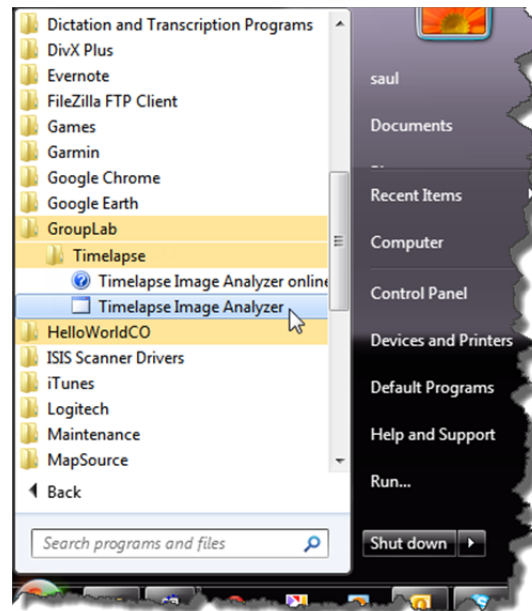 Dictation and Transcription Programs
DivX Plus
Evernote
FileZilla FTP Client
Games
Garmin
Google Chrome
Google Earth
GroupLab
Timelapse
Timelapse Image Analyzer online
Timelapse Image Analyzer
HelloWorldCO
ISIS Scanner Drivers
iTunes
Logitech
Maintenance
MapSource
Back
Search programs and files
saul
Documents
Recent Items
Computer
Control Panel
Devices and Printers
Default Programs
Help and Support
Run...
Shut down